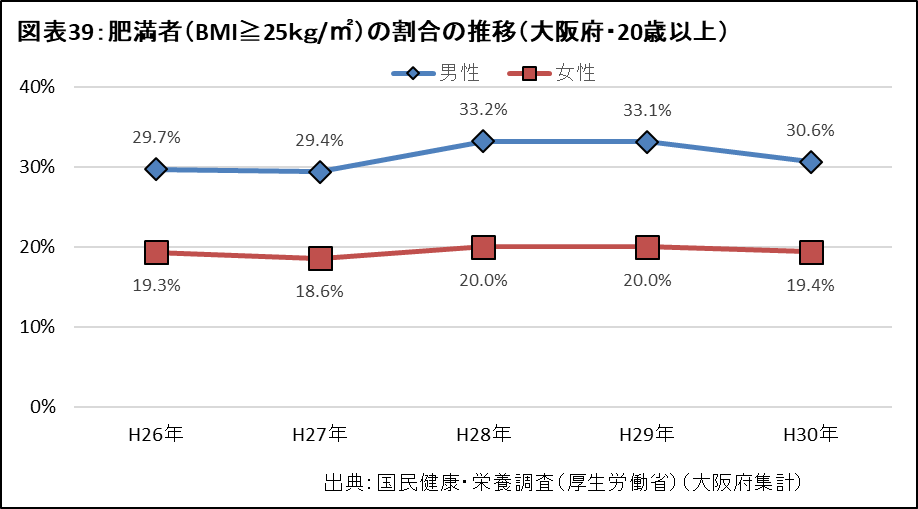 図表39：肥満者（BMI≧25kg/㎡）の割合の推移（大阪府・20歳以上）
男性 女性
40%
30%
20%
10%
0%
29.7% 29.4% 33.2% 33.1% 30.6%
19.3% 18.6% 20.0% 20.0% 19.4%
H26年 H27年 H28年 H29年 H30年
出典：国民健康・栄養調査（厚生労働省）（大阪府集計）